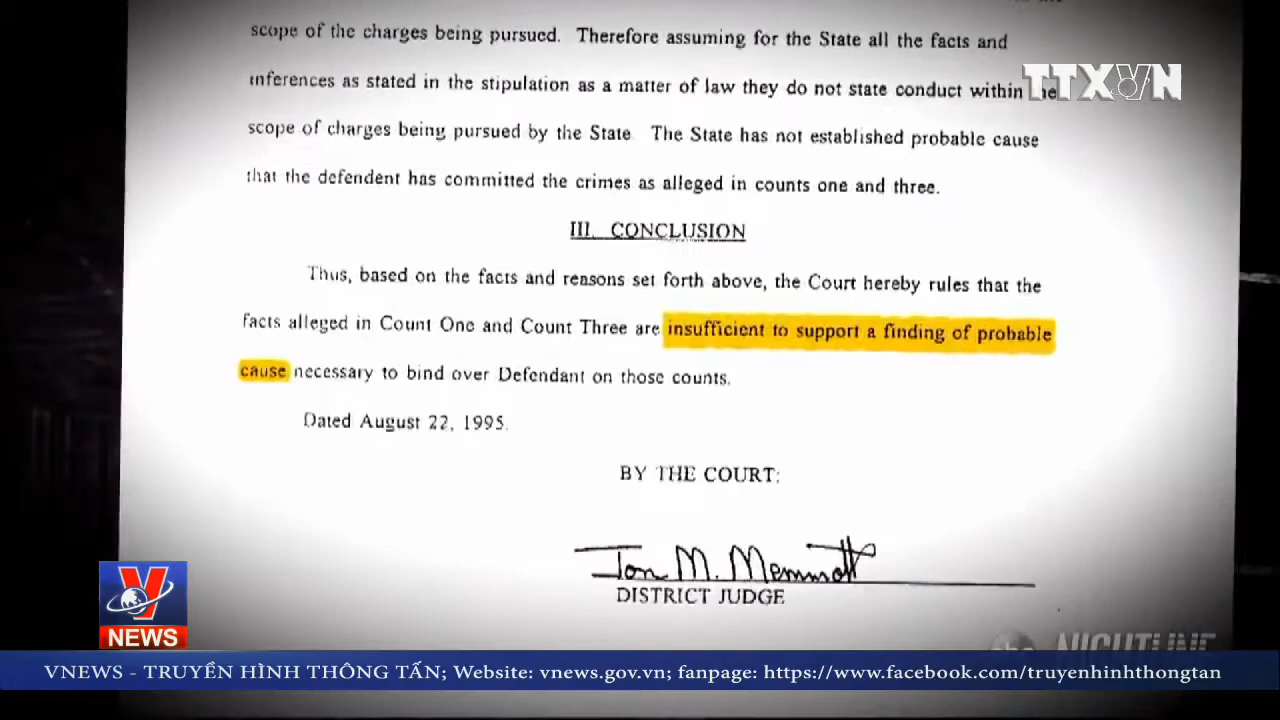 scope of the charges being pursued. Therefore assuming for the State all the facts and
TTXVN
inferences as stated in the stipulation as a matter of law they do not state conduct within
scope of charges being pursued by the State. The State has not established probable cause
that the defendent has committed the crimes as alleged in counts one and three.
III. CONCLUSION
Thus, based on the facts and reasons set forth above, the Court hereby rules that the
facts alleged in Count One and Count Three are insufficient to support a finding of probable
cause necessary to bind over Defendant on those counts.
Dated August 22, 1995.
BY THE COURT:
Jon M. Memmott
DISTRICT JUDGE
V
NEWS
abc NIGHTLINE
VNEWS - TRUYỀN HÌNH THÔNG TẤN; Website: vnews.gov.vn; fanpage: https://www.facebook.com/truyenhinhthongtan